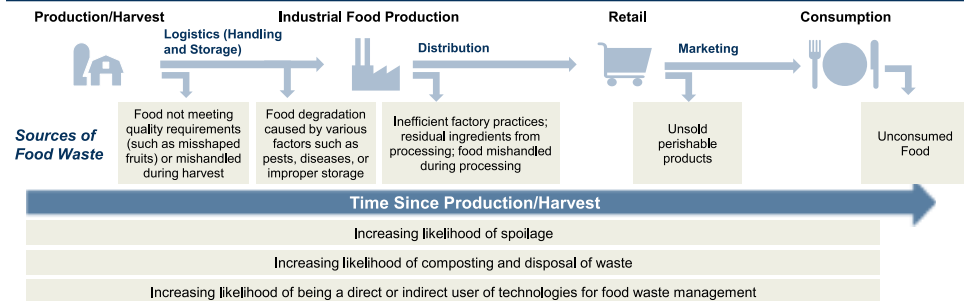 Production/Harvest
Industrial Food Production
Retail
Consumption
Logistics (Handling
and Storage)
Distribution
Marketing
Sources of
Food Waste
Food not meeting
quality requirements
(such as misshaped
fruits) or mishandled
during harvest
Food degradation
caused by various
factors such as
pests, diseases, or
improper storage
Inefficient factory practices;
residual ingredients from
processing; food mishandled
during processing
Unsold
perishable
products
Unconsumed
Food
Time Since Production/Harvest
Increasing likelihood of spoilage
Increasing likelihood of composting and disposal of waste
Increasing likelihood of being a direct or indirect user of technologies for food waste management